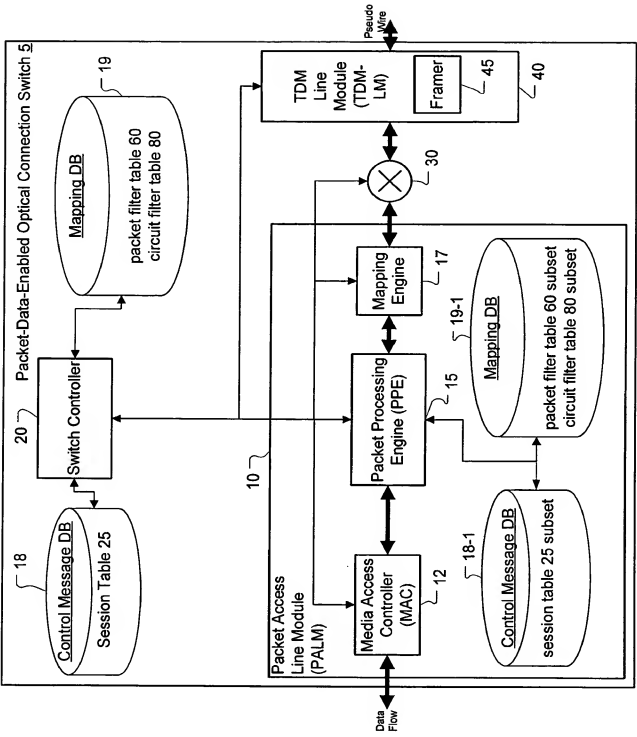 Packet-Data-Enabled Optical Connection Switch 5
18
Control Message DB
Session Table 25
20
Switch Controller
19
Mapping DB
packet filter table 60
circuit filter table 80
10
Packet Access
Line Module
(PALM)
Data
Flow
Media Access
Controller
(MAC)
12
Packet Processing
Engine (PPE)
15
Mapping
Engine
17
30
TDM
Line
Module
(TDM-
LM)
Framer
45
40
Pseudo
Wire
Control Message DB
session table 25 subset
18-1
19-1
Mapping DB
packet filter table 60 subset
circuit filter table 80 subset